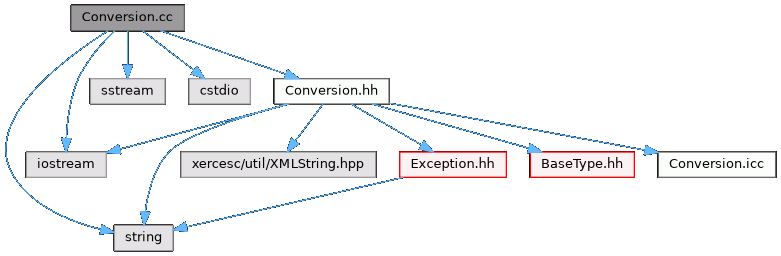 Conversion.cc
sstream
cstdio
Conversion.hh
iostream
xercesc/util/XMLString.hpp
Exception.hh
BaseType.hh
Conversion.icc
string